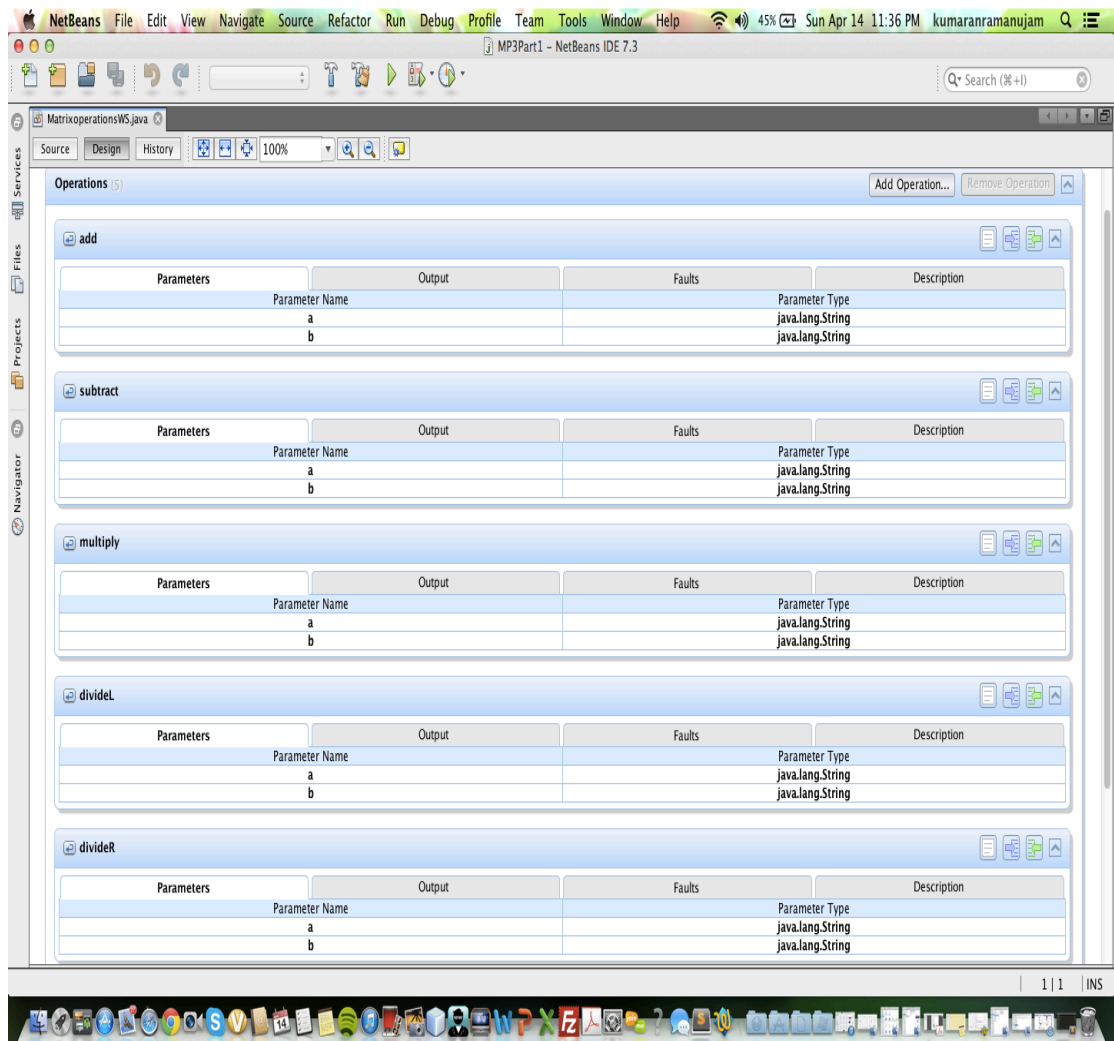 NetBeans File Edit View Navigate Source Refactor Run Debug Profile Team Tools Window Help 45% Sun Apr 14 11:36 PM kumaranramanujam
MP3Part1 – NetBeans IDE 7.3
Search (⌘+I)
MatrixoperationsWS.java
Source Design History 100%
Services
Files
Projects
Navigator
Operations (5) Add Operation... Remove Operation
add
Parameters Output Faults Description
Parameter Name Parameter Type
a java.lang.String
b java.lang.String
subtract
Parameters Output Faults Description
Parameter Name Parameter Type
a java.lang.String
b java.lang.String
multiply
Parameters Output Faults Description
Parameter Name Parameter Type
a java.lang.String
b java.lang.String
divideL
Parameters Output Faults Description
Parameter Name Parameter Type
a java.lang.String
b java.lang.String
divideR
Parameters Output Faults Description
Parameter Name Parameter Type
a java.lang.String
b java.lang.String
1|1 INS